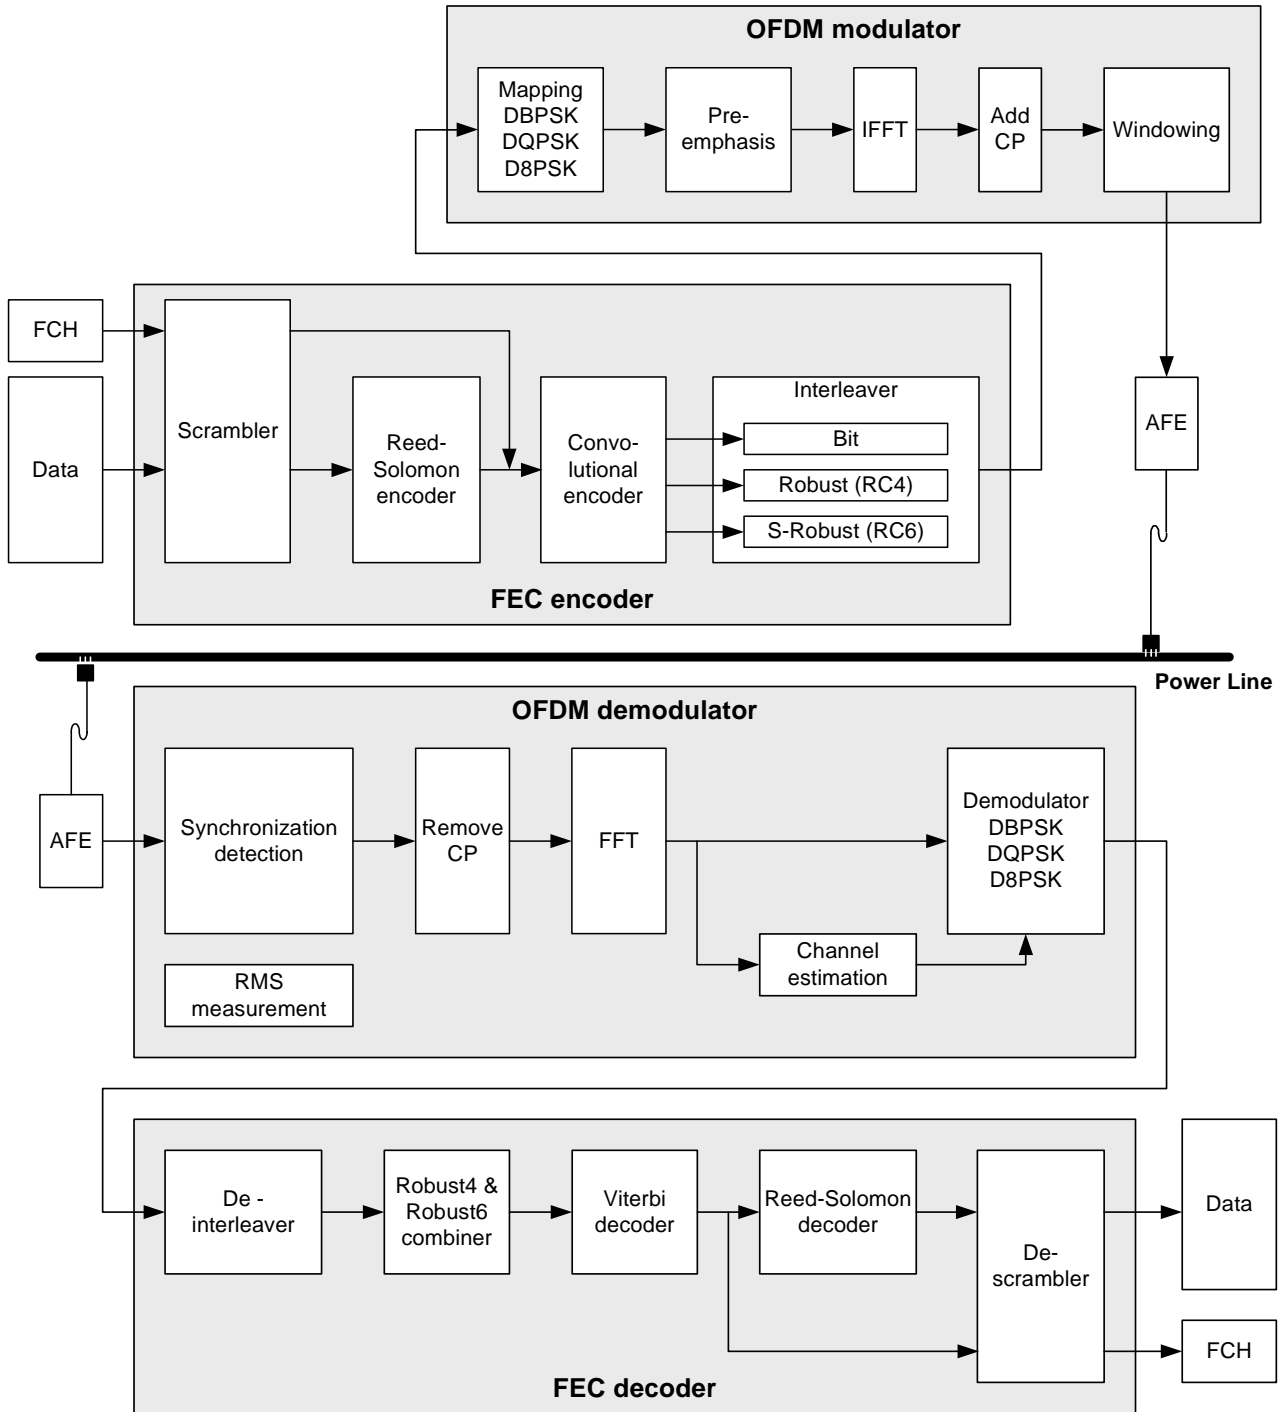 OFDM modulator
Mapping
DBPSK
DQPSK
D8PSK
Pre-
emphasis
IFFT
Add
CP
Windowing
FCH
Data
Scrambler
Reed-
Solomon
encoder
Convo-
lutional
encoder
Interleaver
Bit
Robust (RC4)
S-Robust (RC6)
AFE
FEC encoder
Power Line
OFDM demodulator
AFE
Synchronization
detection
Remove
CP
FFT
Demodulator
DBPSK
DQPSK
D8PSK
Channel
estimation
RMS
measurement
De -
interleaver
Robust4 &
Robust6
combiner
Viterbi
decoder
Reed-Solomon
decoder
De-
scrambler
Data
FCH
FEC decoder